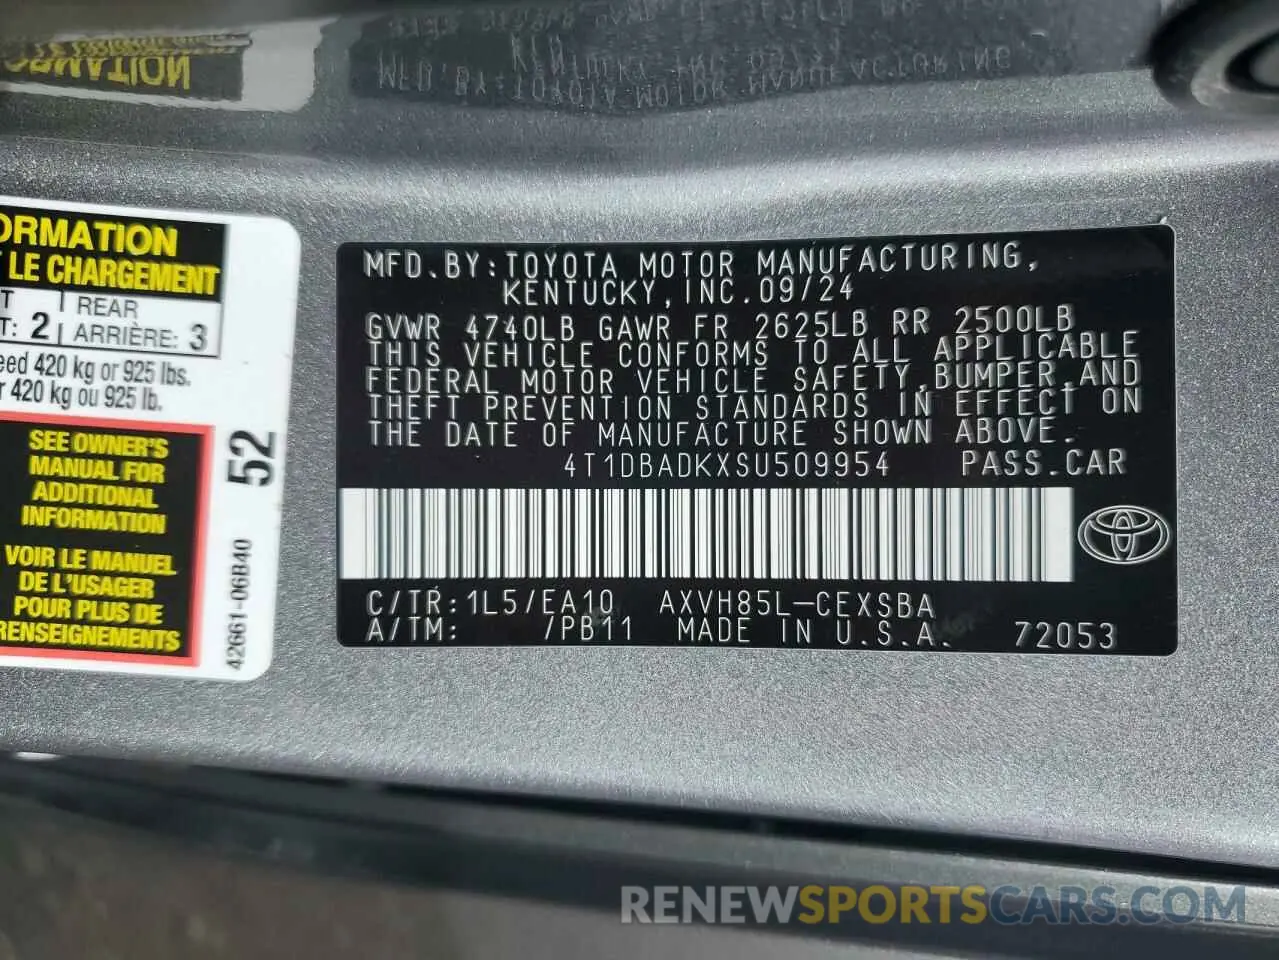 ORMATION
LE CHARGEMENT
T | REAR
T: 2 | ARRIÈRE: 3
eed 420 kg or 925 lbs.
r 420 kg ou 925 lb.
SEE OWNER'S
MANUAL FOR
ADDITIONAL
INFORMATION
VOIR LE MANUEL
DE L'USAGER
POUR PLUS DE
RENSEIGNEMENTS
52
42661-06B40
MFD.BY:TOYOTA MOTOR MANUFACTURING,
KENTUCKY,INC.09/24
GVWR 4740LB GAWR FR 2625LB RR 2500LB
THIS VEHICLE CONFORMS TO ALL APPLICABLE
FEDERAL MOTOR VEHICLE SAFETY,BUMPER,AND
THEFT PREVENTION STANDARDS IN EFFECT ON
THE DATE OF MANUFACTURE SHOWN ABOVE.
4T1DBADKXSU509954 PASS.CAR
C/TR:1L5/EA10 AXVH85L-CEXSBA
A/TM: /PB11 MADE IN U.S.A. 72053
RENEWSPORTSCARS.COM